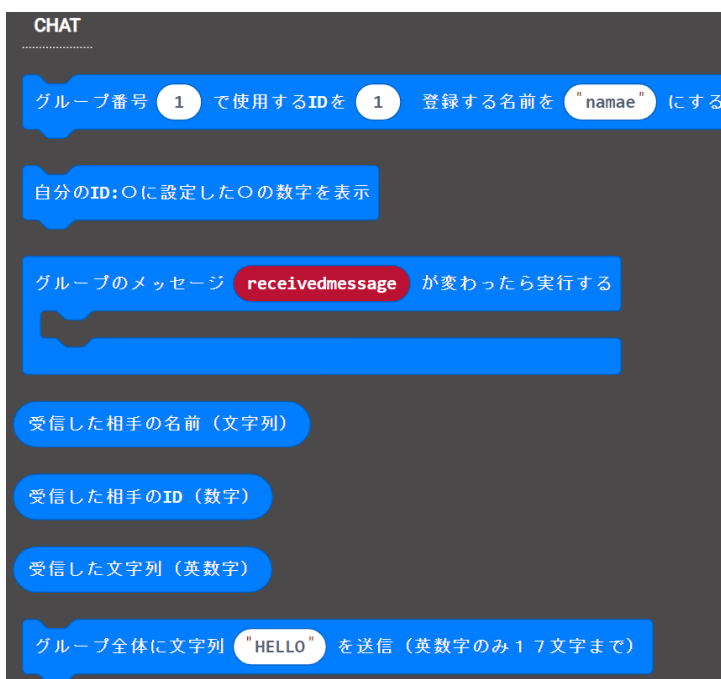 CHAT
グループ番号 1 で使用するIDを 1 登録する名前を "namae" にする
自分のID:〇に設定した〇の数字を表示
グループのメッセージ receivedmessage が変わったら実行する
受信した相手の名前（文字列）
受信した相手のID（数字）
受信した文字列（英数字）
グループ全体に文字列 "HELLO" を送信（英数字のみ１７文字まで）